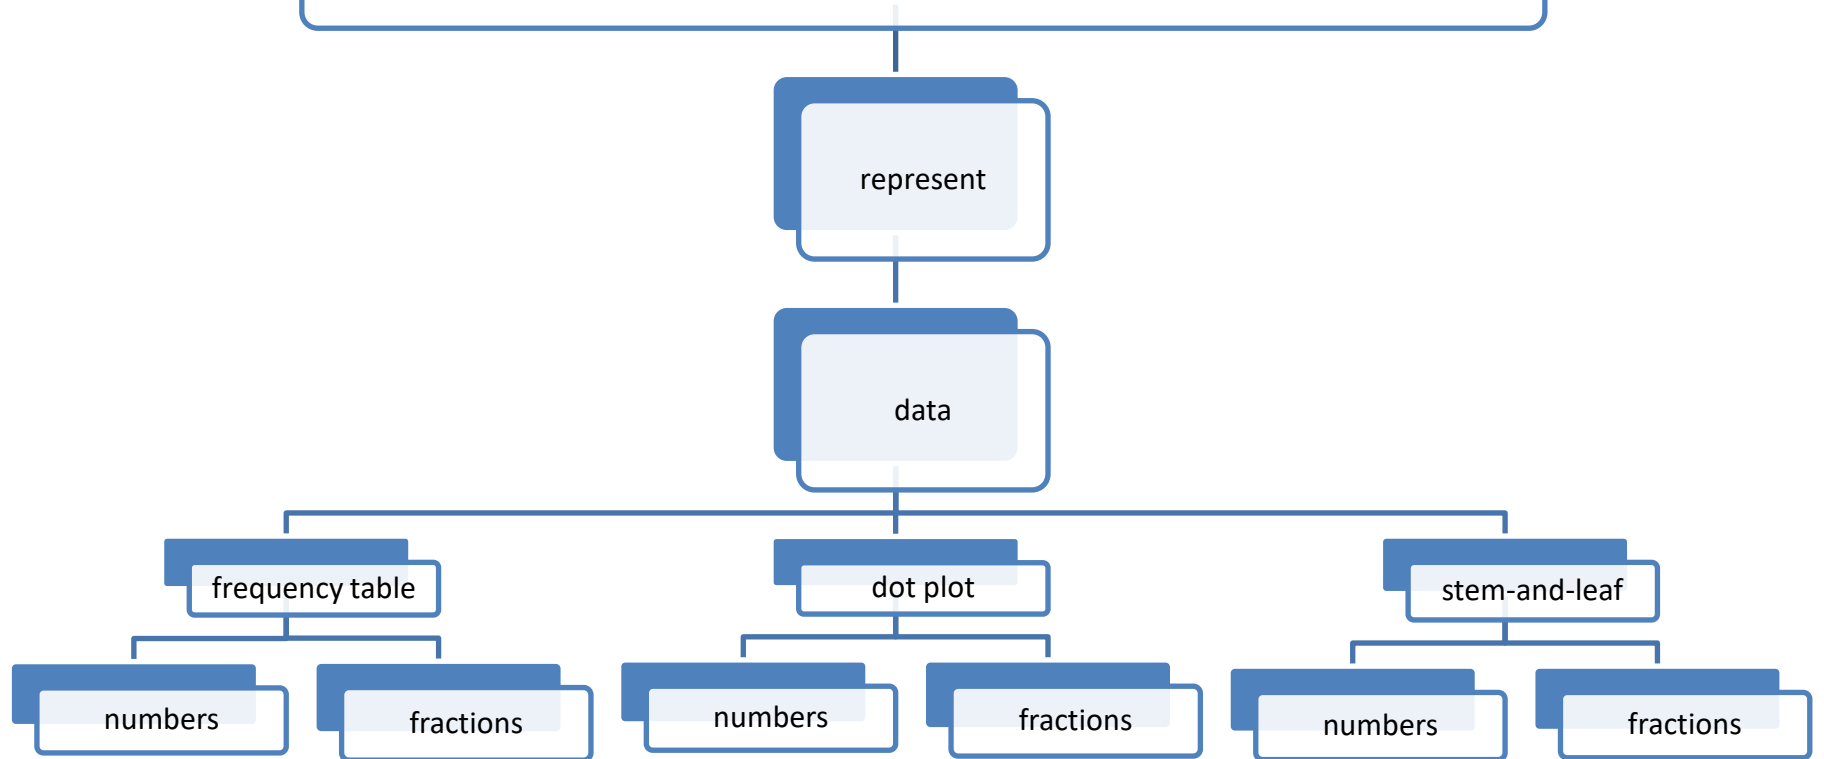 represent
data
frequency table
dot plot
stem-and-leaf
numbers
fractions
numbers
fractions
numbers
fractions